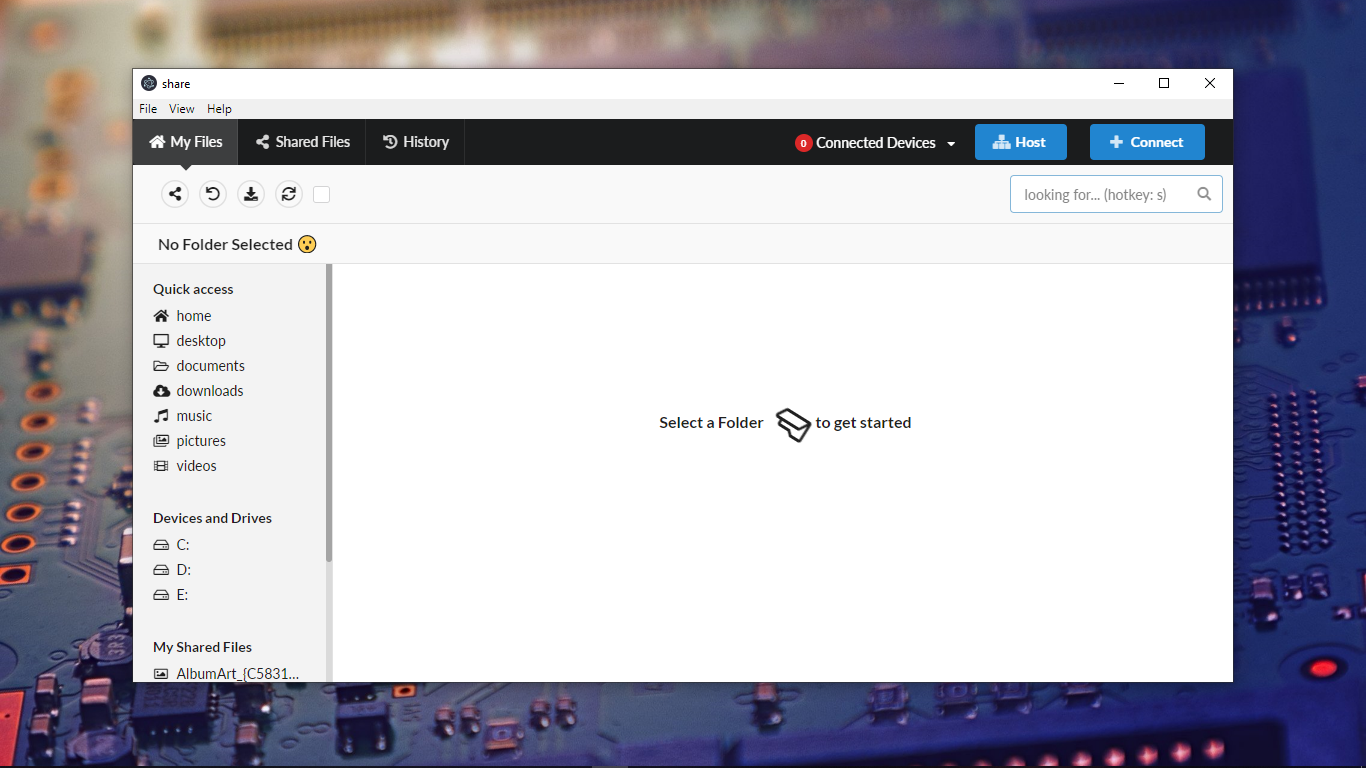 share
File View Help
My Files Shared Files History 0 Connected Devices Host Connect
looking for... (hotkey: s)
No Folder Selected 😮
Quick access
home
desktop
documents
downloads
music
pictures
videos
Select a Folder to get started
Devices and Drives
C:
D:
E:
My Shared Files
AlbumArt_{C5831...